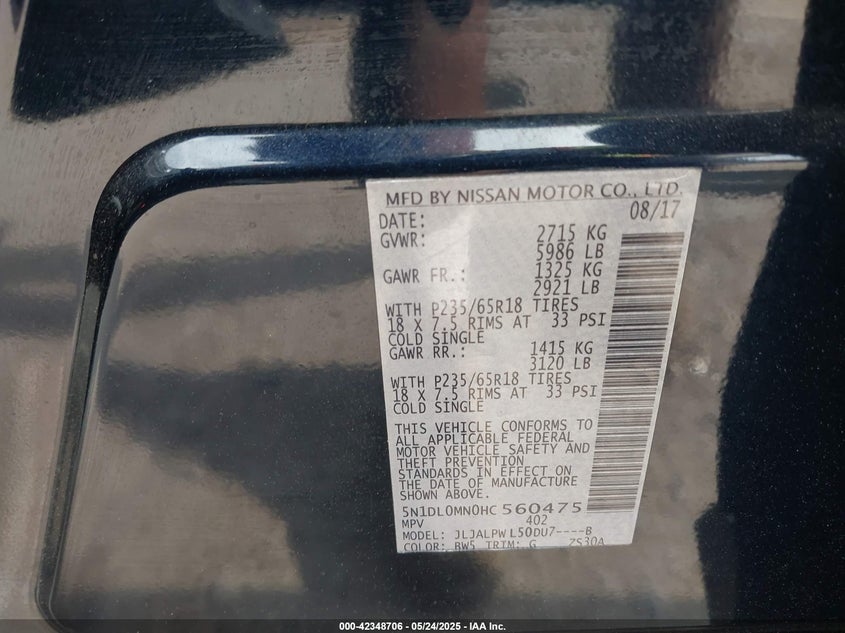 MFD BY NISSAN MOTOR CO., LTD.
DATE: 08/17
GVWR: 2715 KG
5986 LB
GAWR FR.: 1325 KG
2921 LB
WITH P235/65R18 TIRES
18 X 7.5 RIMS AT 33 PSI
COLD SINGLE
GAWR RR.: 1415 KG
3120 LB
WITH P235/65R18 TIRES
18 X 7.5 RIMS AT 33 PSI
COLD SINGLE
THIS VEHICLE CONFORMS TO
ALL APPLICABLE FEDERAL
MOTOR VEHICLE SAFETY AND
THEFT PREVENTION
STANDARDS IN EFFECT ON
THE DATE OF MANUFACTURE
SHOWN ABOVE.
5N1DL0MN0HC560475
MPV 402
MODEL: JLJALPWL50DU7----B
COLOR: BW5 TRIM: G ZS30A
000-42348706 - 05/24/2025 - IAA Inc.